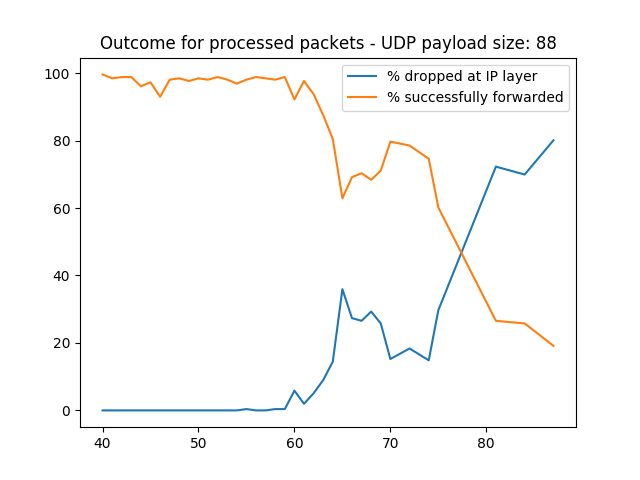 Outcome for processed packets - UDP payload size: 88
% dropped at IP layer
% successfully forwarded
100
80
60
40
20
0
40 50 60 70 80